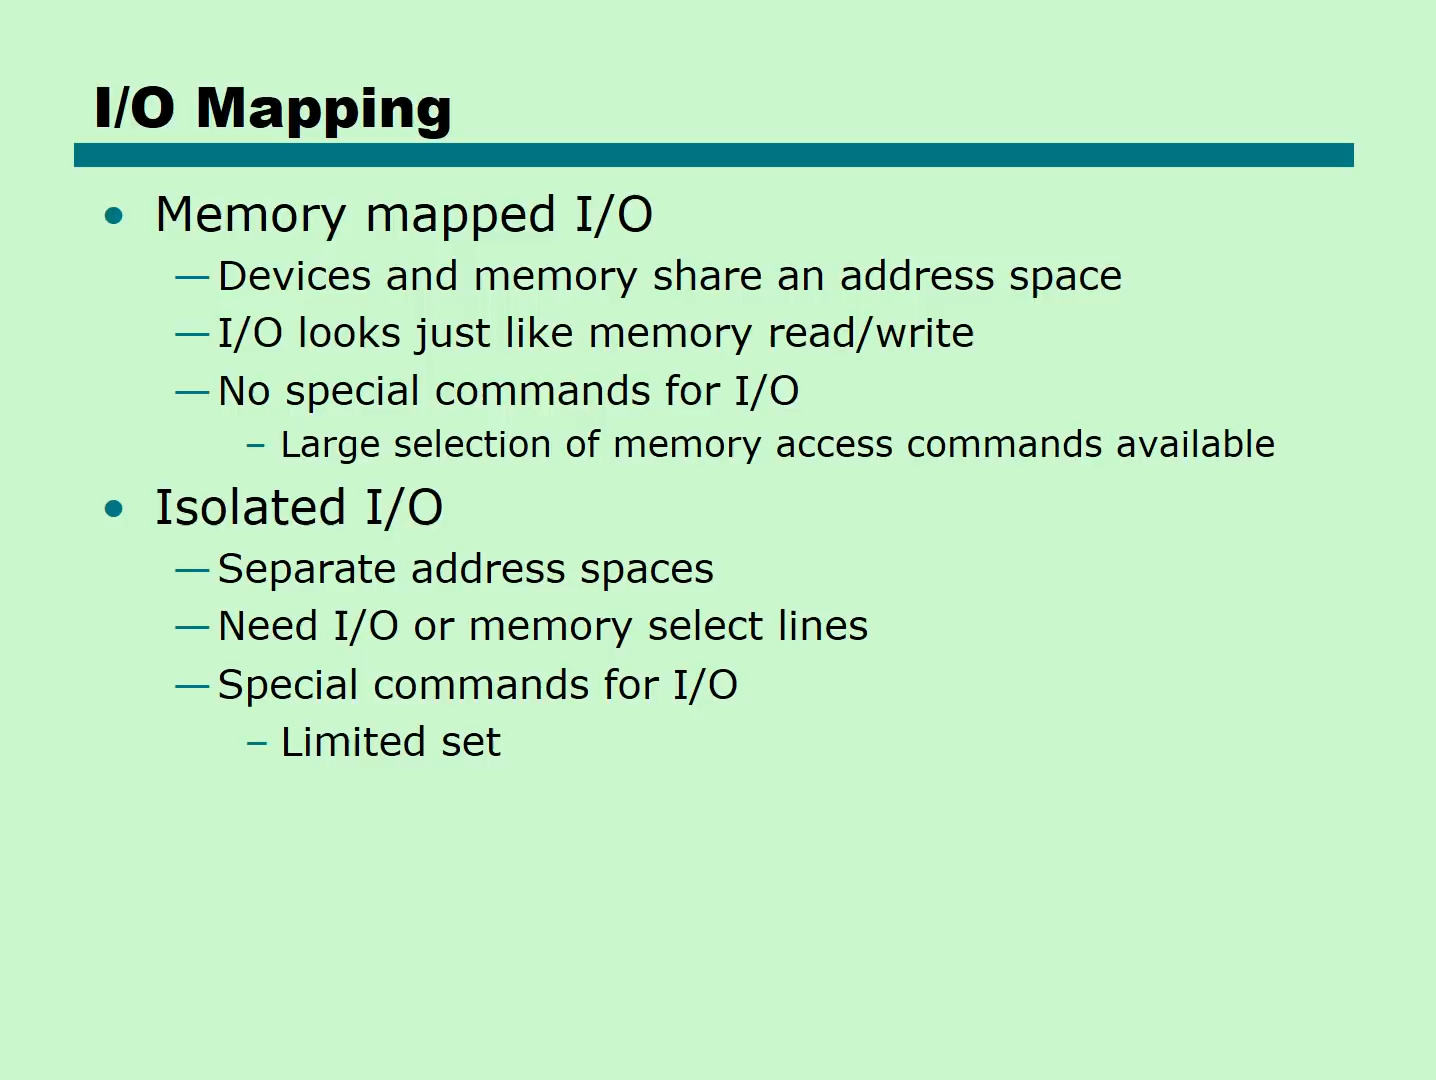 I/O Mapping
• Memory mapped I/O
— Devices and memory share an address space
— I/O looks just like memory read/write
— No special commands for I/O
– Large selection of memory access commands available
• Isolated I/O
— Separate address spaces
— Need I/O or memory select lines
— Special commands for I/O
– Limited set